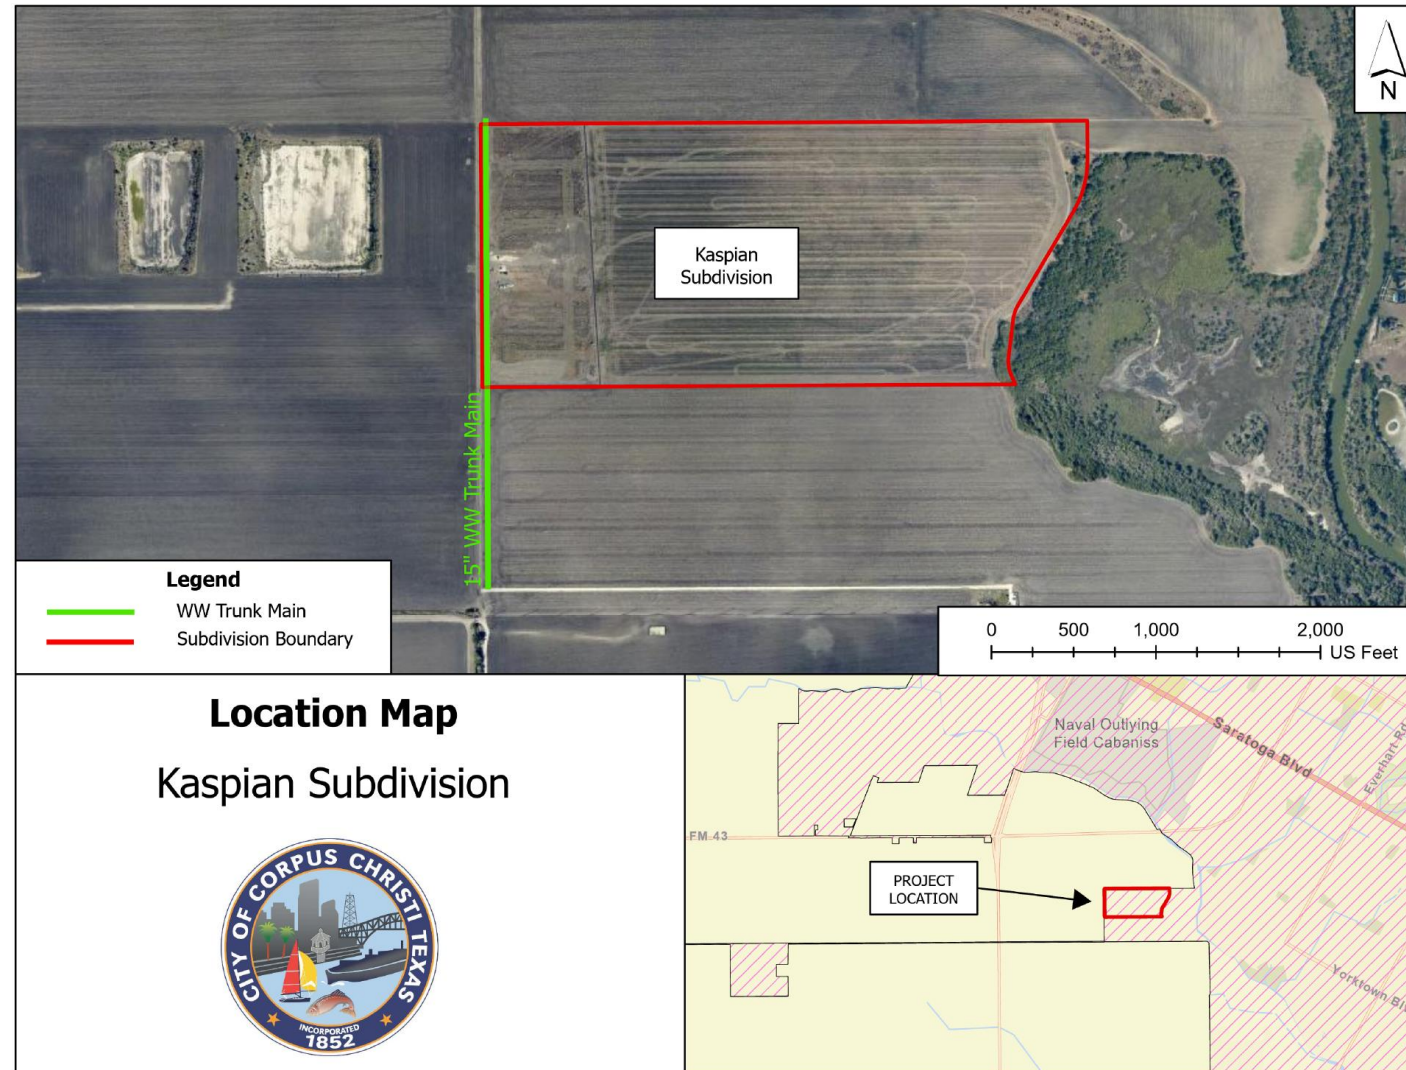 N
Kaspian
Subdivision
15" WW Trunk Main
Legend
WW Trunk Main
Subdivision Boundary
0 500 1,000 2,000
US Feet
Location Map
Kaspian Subdivision
CITY OF CORPUS CHRISTI TEXAS
INCORPORATED
1852
Naval Outlying
Field Cabaniss
Saratoga Blvd
Everhart Rd
FM 43
PROJECT
LOCATION
Yorktown